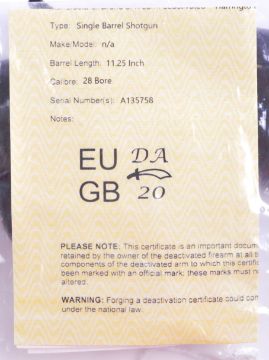 Type: Single Barrel Shotgun
Make/Model: n/a
Barrel Length: 11.25 Inch
Calibre: 28 Bore
Serial Number(s): A135758
Notes:
EU DA
GB 20
PLEASE NOTE: This certificate is an important docum
retained by the owner of the deactivated firearm at all t
components of the deactivated arm to which this certific
been marked with an official mark; these marks must n
altered.
WARNING: Forging a deactivation certificate could con
under the national law.